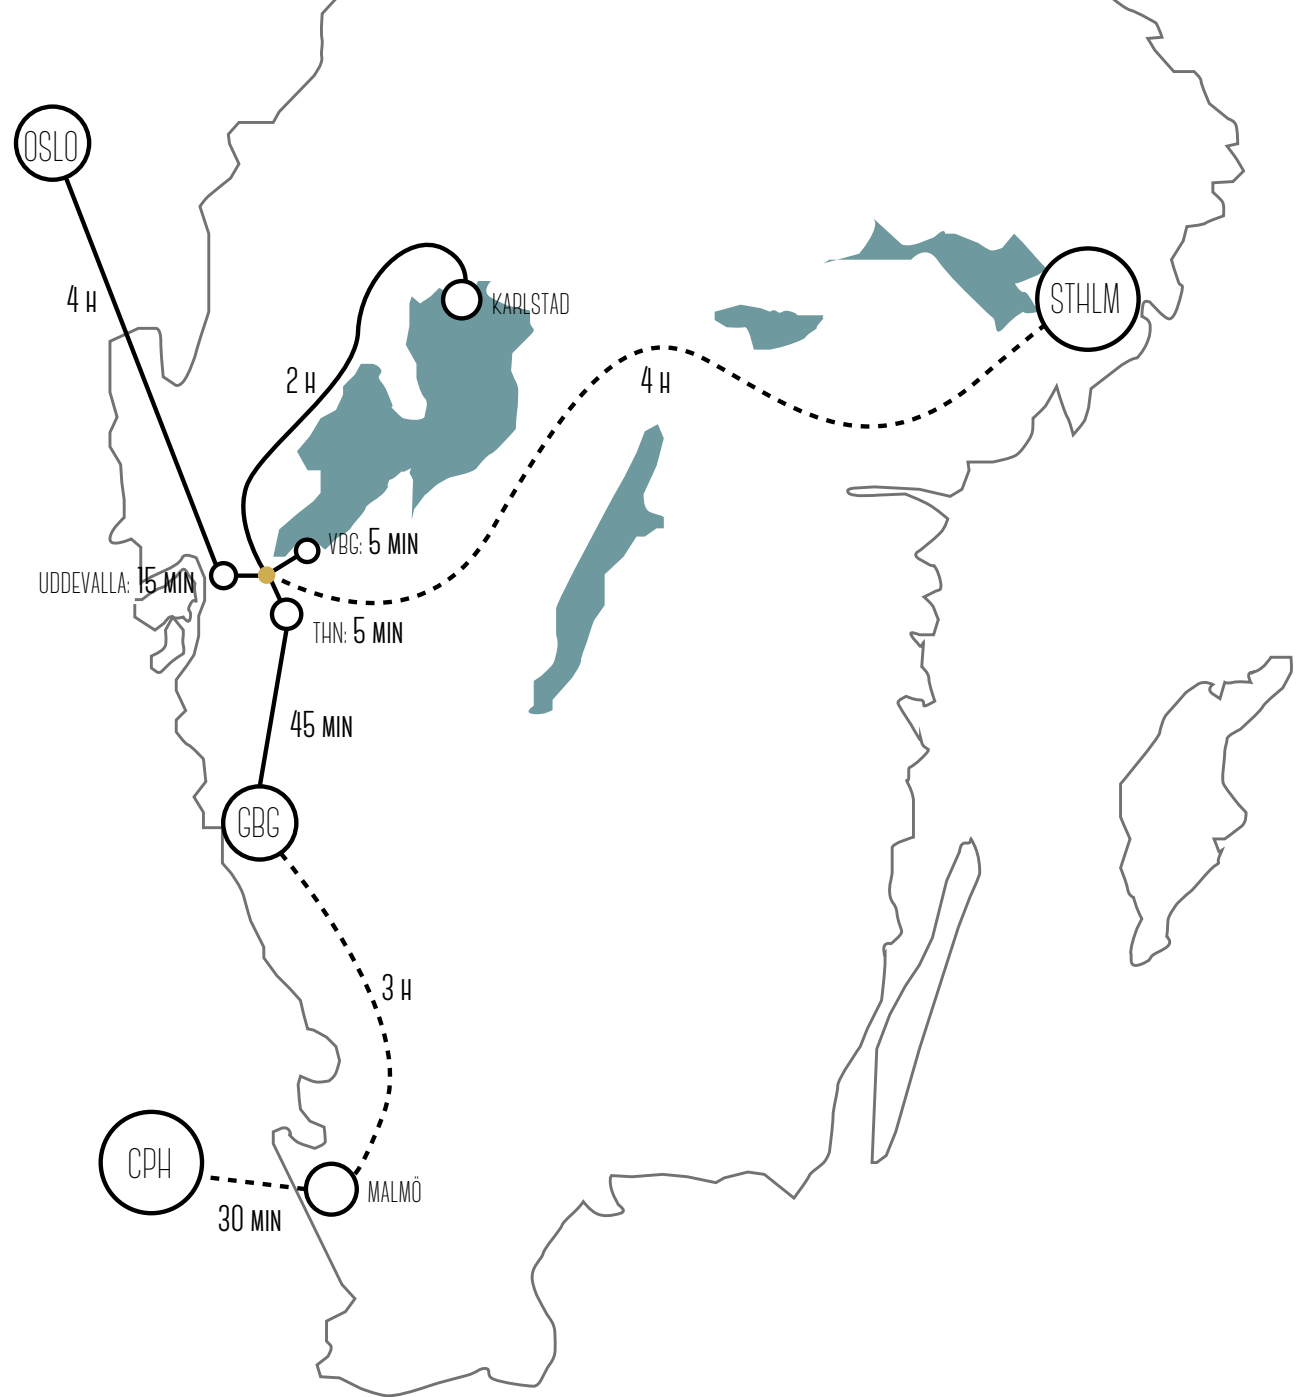 OSLO
4 H
KARLSTAD
STHLM
2 H
4 H
VBG: 5 MIN
UDDEVALLA: 15 MIN
THN: 5 MIN
45 MIN
GBG
3 H
CPH
MALMÖ
30 MIN